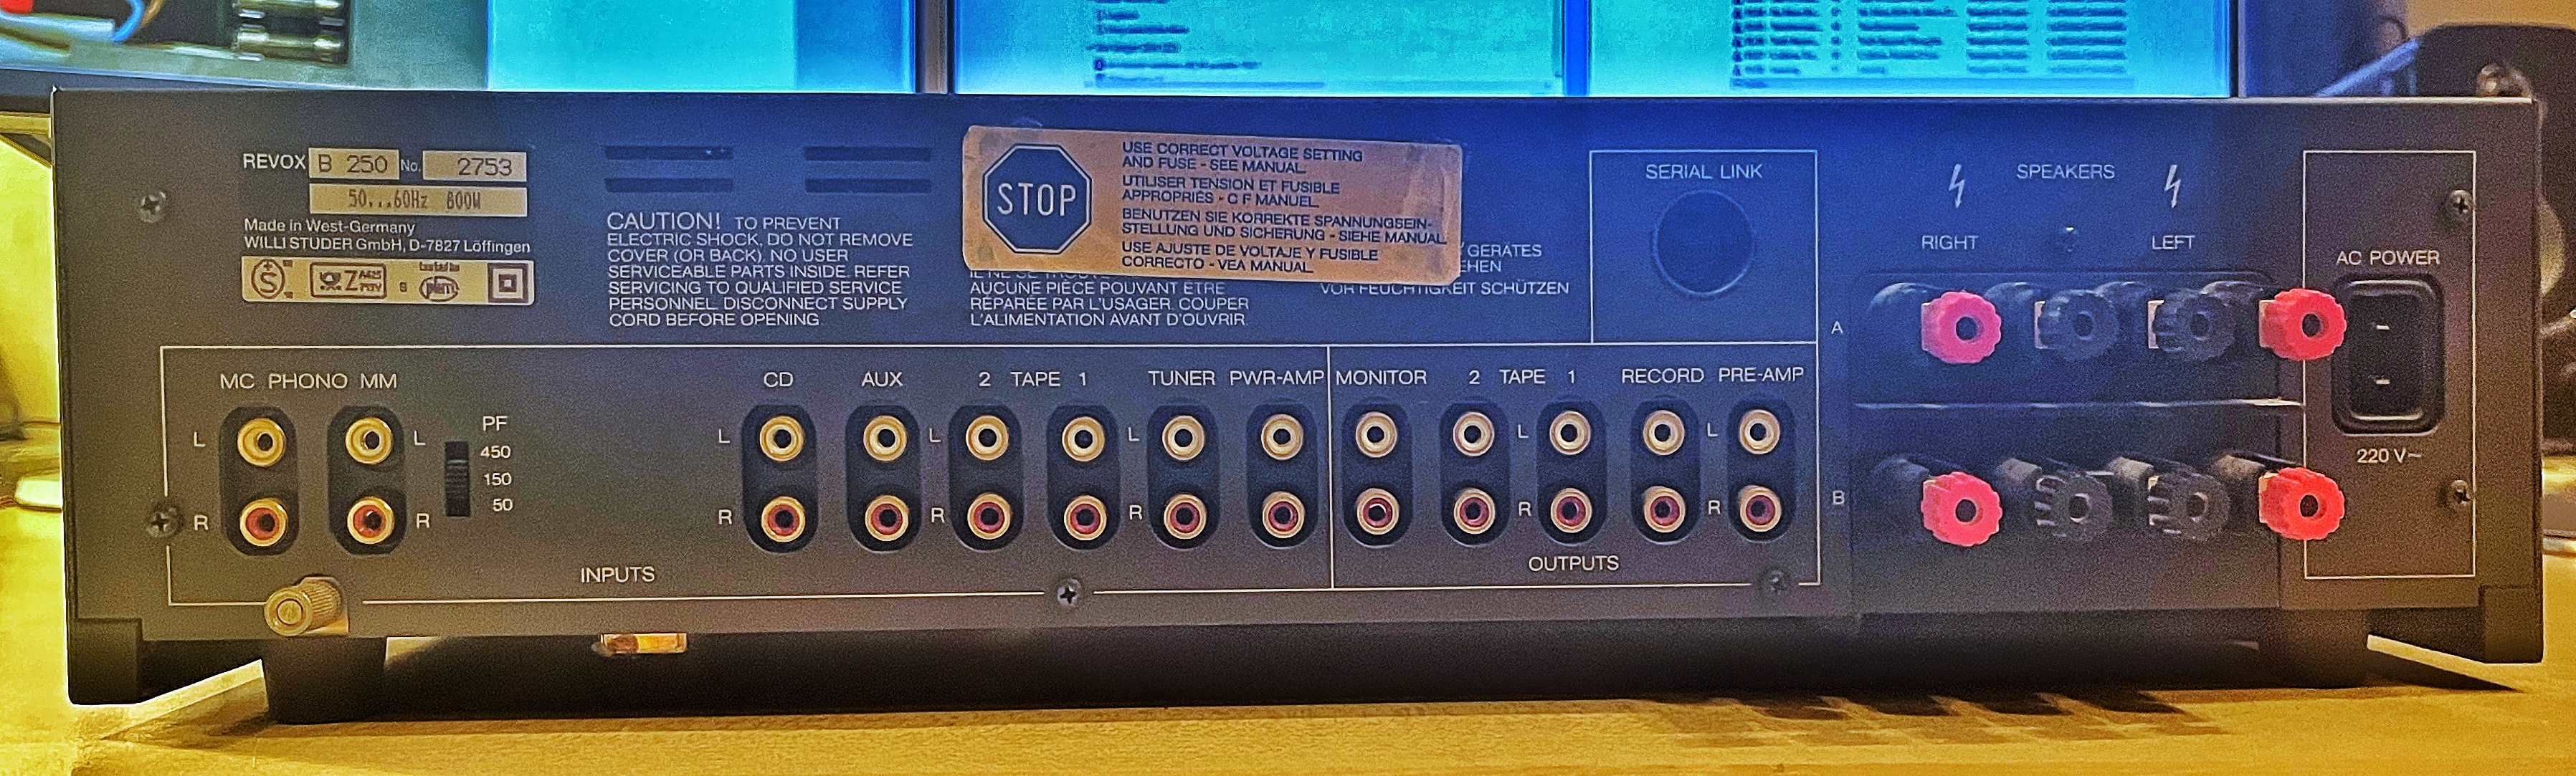 REVOX B 250 No. 2753
50...60Hz 800W
Made in West-Germany
WILLI STUDER GmbH, D-7827 Löffingen
S
Z
CAUTION! TO PREVENT
ELECTRIC SHOCK, DO NOT REMOVE
COVER (OR BACK), NO USER
SERVICEABLE PARTS INSIDE. REFER
SERVICING TO QUALIFIED SERVICE
PERSONNEL. DISCONNECT SUPPLY
CORD BEFORE OPENING.
STOP
USE CORRECT VOLTAGE SETTING
AND FUSE - SEE MANUAL
UTILISER TENSION ET FUSIBLE
APPROPRIÉS - C F MANUEL
BENUTZEN SIE KORREKTE SPANNUNGSEIN-
STELLUNG UND SICHERUNG - SIEHE MANUAL
USE AJUSTE DE VOLTAJE Y FUSIBLE
CORRECTO - VEA MANUAL
AUCUNE PIÈCE POUVANT ÊTRE
RÉPARÉE PAR L'USAGER. COUPER
L'ALIMENTATION AVANT D'OUVRIR.
GERÄTES
VOR FEUCHTIGKEIT SCHÜTZEN
SERIAL LINK
SPEAKERS
RIGHT LEFT
A
B
AC POWER
220 V~
MC PHONO MM
L L
R R
PF
450
150
50
CD AUX 2 TAPE 1 TUNER PWR-AMP
L L L
R R R
INPUTS
MONITOR 2 TAPE 1 RECORD PRE-AMP
L L
R R
OUTPUTS